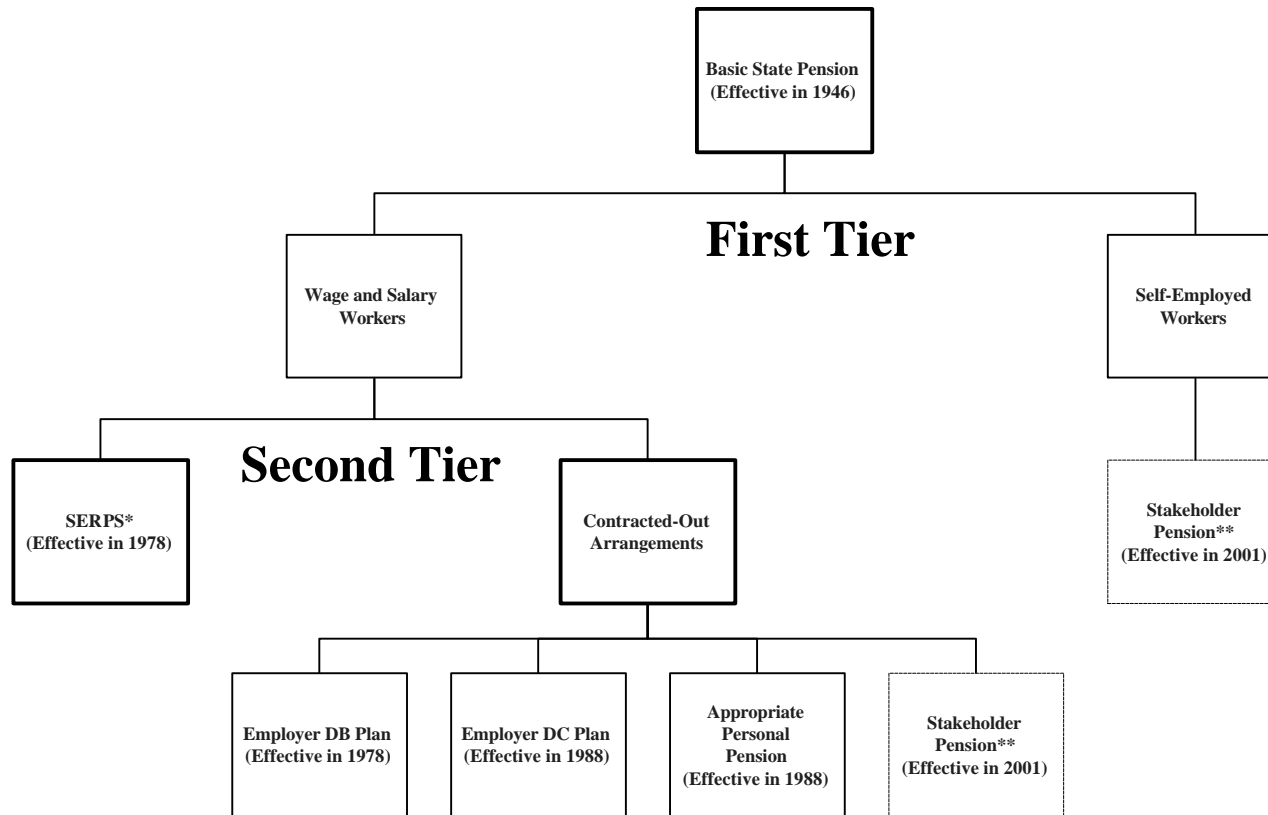 Basic State Pension
(Effective in 1946)
First Tier
Wage and Salary
Workers
Self-Employed
Workers
Second Tier
SERPS*
(Effective in 1978)
Contracted-Out
Arrangements
Stakeholder
Pension**
(Effective in 2001)
Employer DB Plan
(Effective in 1978)
Employer DC Plan
(Effective in 1988)
Appropriate
Personal
Pension
(Effective in 1988)
Stakeholder
Pension**
(Effective in 2001)